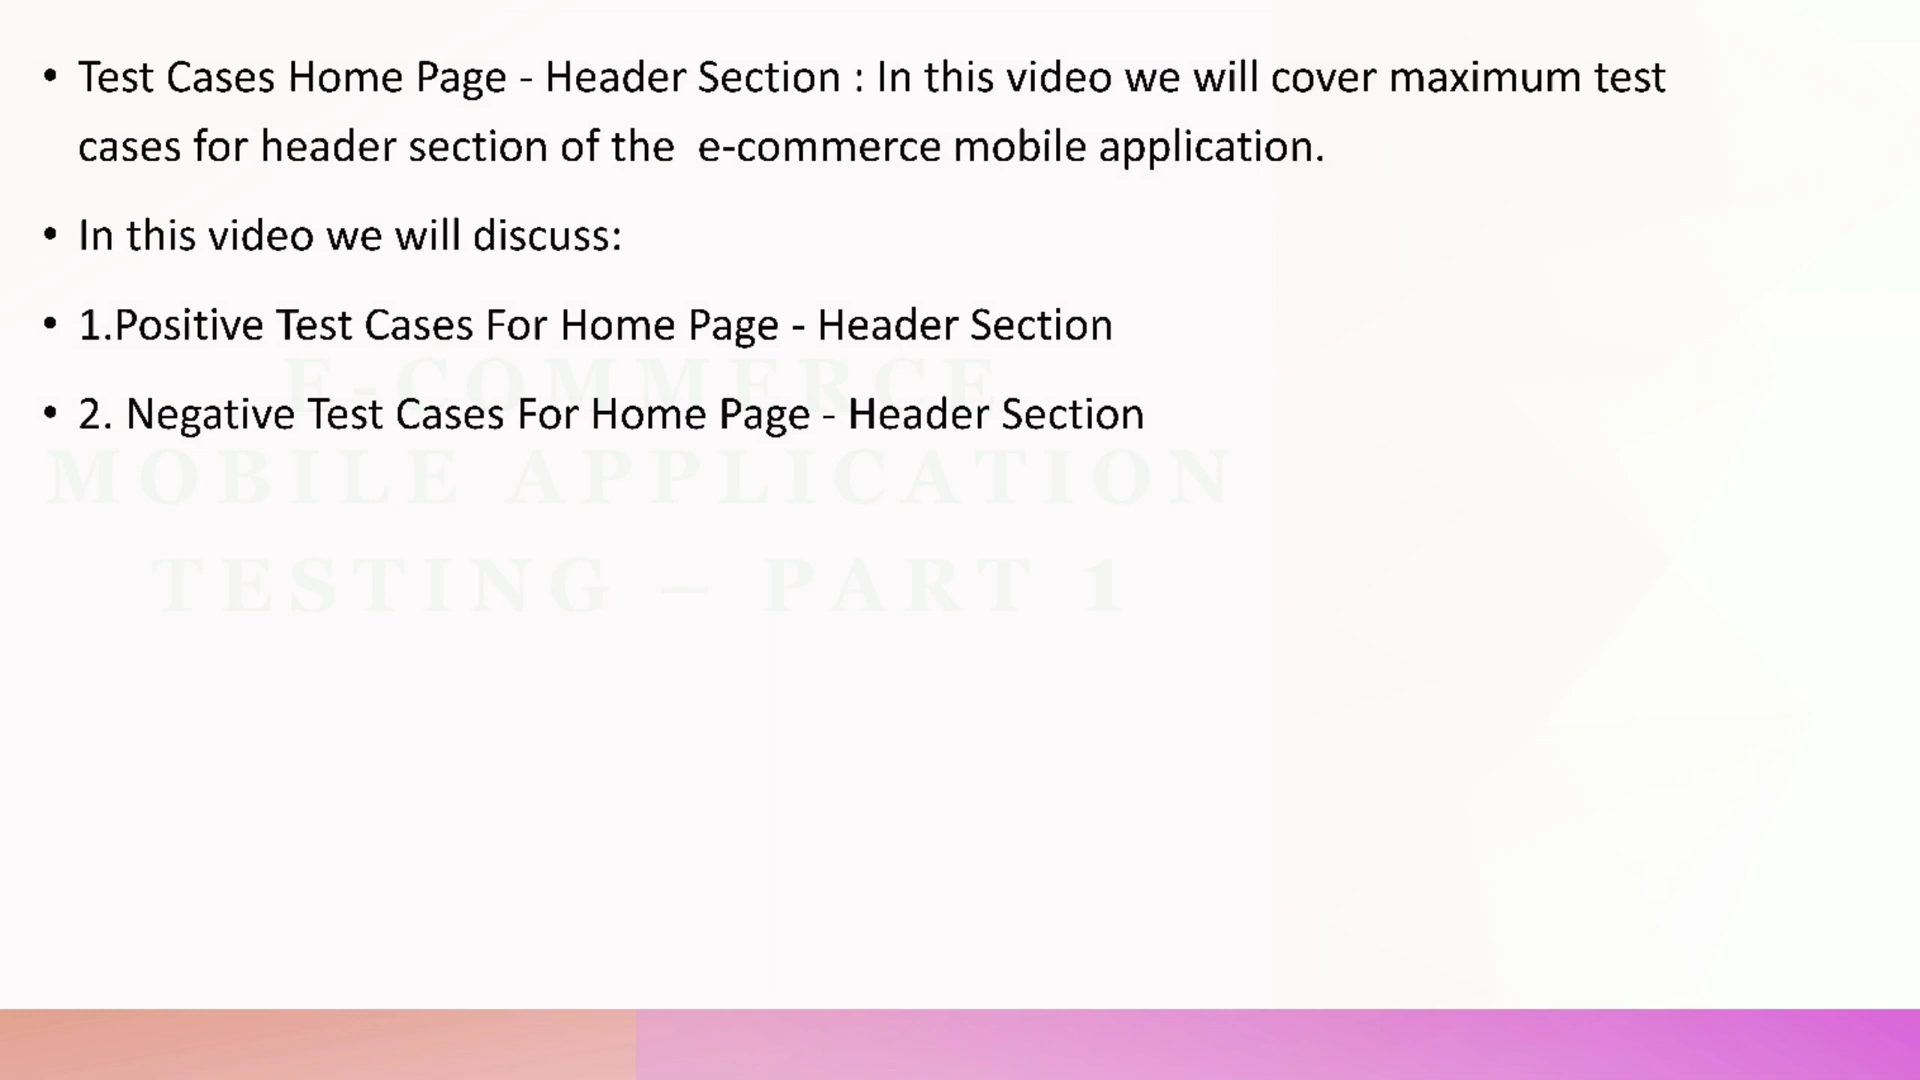 • Test Cases Home Page - Header Section : In this video we will cover maximum test
cases for header section of the  e-commerce mobile application.
• In this video we will discuss:
• 1.Positive Test Cases For Home Page - Header Section
• 2. Negative Test Cases For Home Page - Header Section
E-COMMERCE
MOBILE APPLICATION
TESTING – PART 1